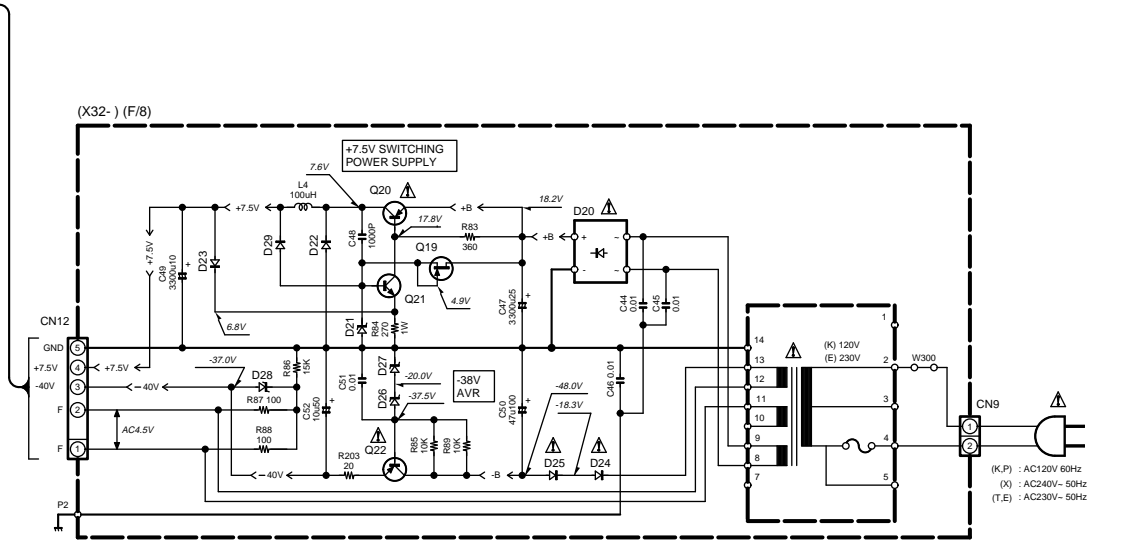 (X32- ) (F/8)
+7.5V SWITCHING
POWER SUPPLY
7.6V
L4
100uH
Q20
18.2V
D20
+7.5V
+B
17.8V
R83
360
+B
+
~
-
~
D29
D22
C48
1000P
Q19
D23
+7.5V
C49
3300u10
+
Q21
4.9V
C47
3300u25
+
C44
0.01
C45
0.01
6.8V
D21
R84
270
1W
CN12
GND
5
+7.5V
4
+7.5V
-40V
3
-40V
F
2
F
1
-37.0V
D28
R86
15K
R87 100
AC4.5V
R88
100
C51
0.01
C52
10u50
+
D27
-20.0V
D26
-37.5V
-38V
AVR
C50
47u100
+
-48.0V
-18.3V
C46 0.01
Q22
R85
10K
R89
10K
R203
20
-40V
-B
D25
D24
P2
14
13
12
11
10
9
8
7
(K) 120V
(E) 230V
1
2
3
4
5
W300
CN9
1
2
(K,P) : AC120V 60Hz
(X) : AC240V~ 50Hz
(T,E) : AC230V~ 50Hz